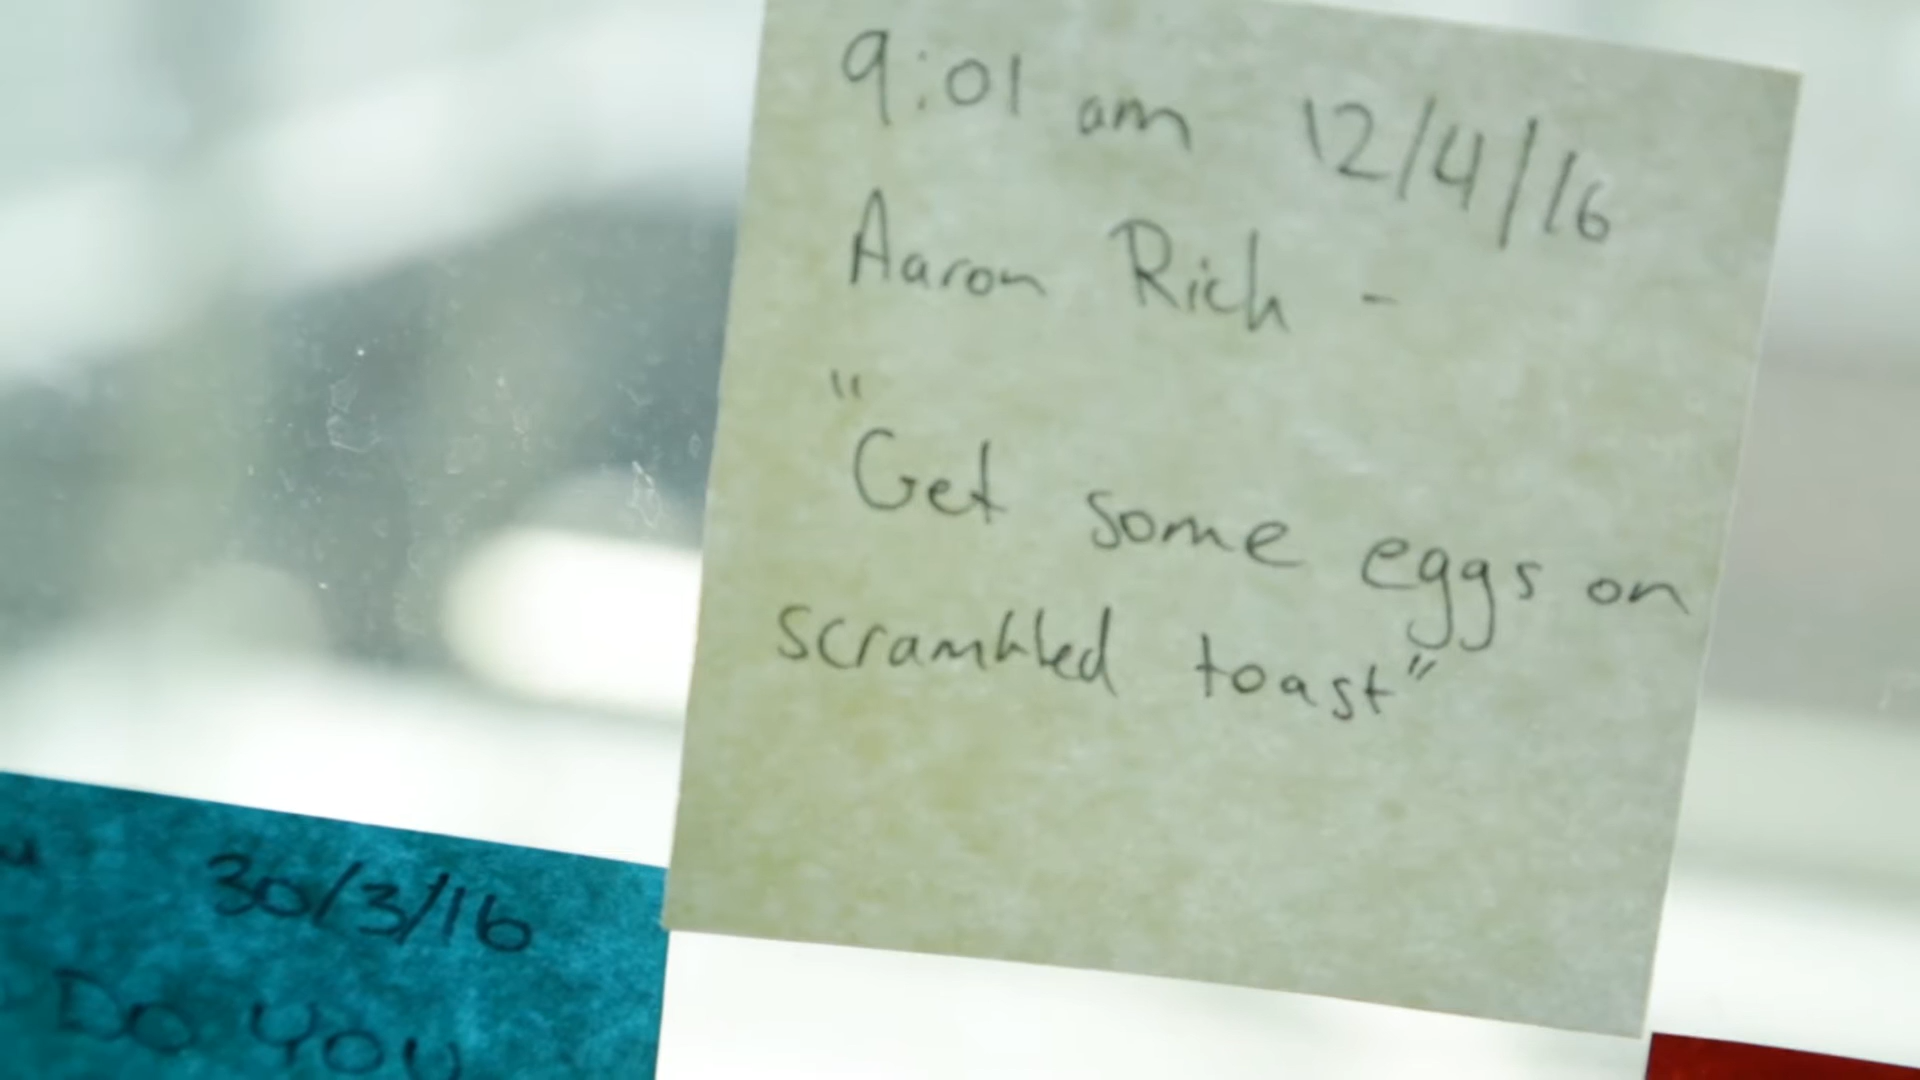 9:01 am 12/4/16
Aaron Rich -
"Get some eggs on
scrambled toast"
30/3/16
Do you